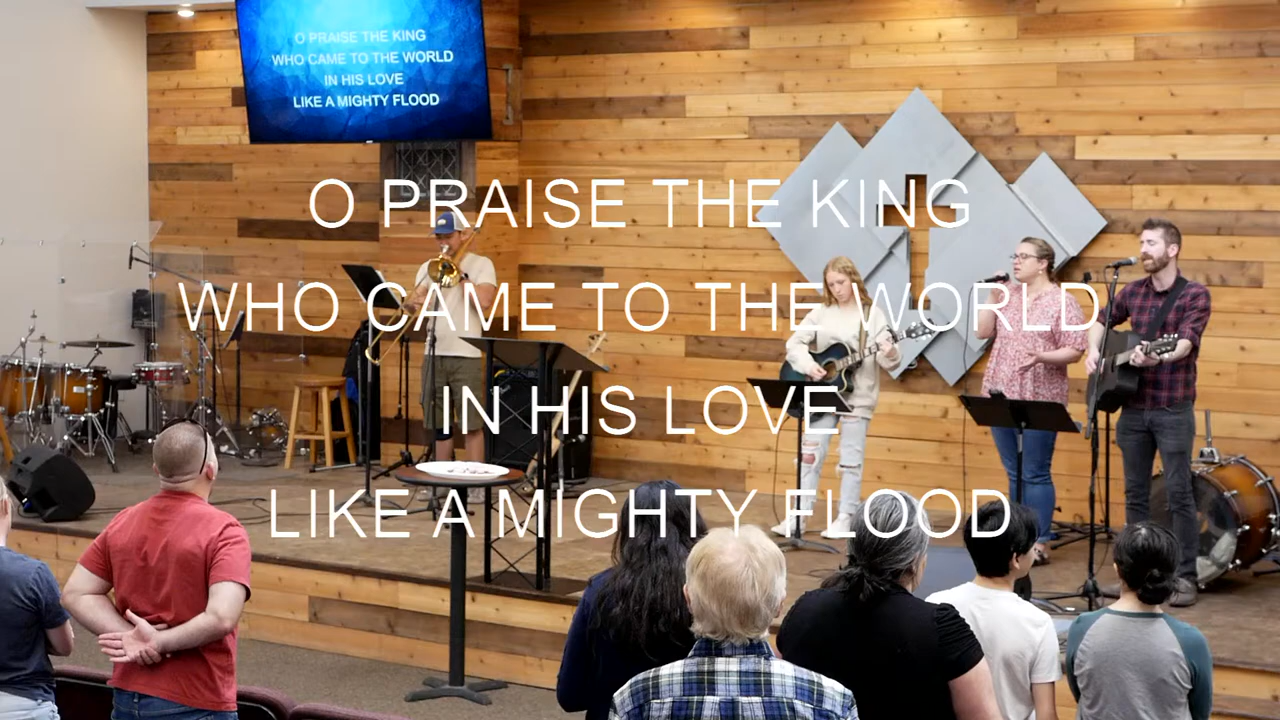 O PRAISE THE KING
WHO CAME TO THE WORLD
IN HIS LOVE
LIKE A MIGHTY FLOOD
O PRAISE THE KING
WHO CAME TO THE WORLD
IN HIS LOVE
LIKE A MIGHTY FLOOD